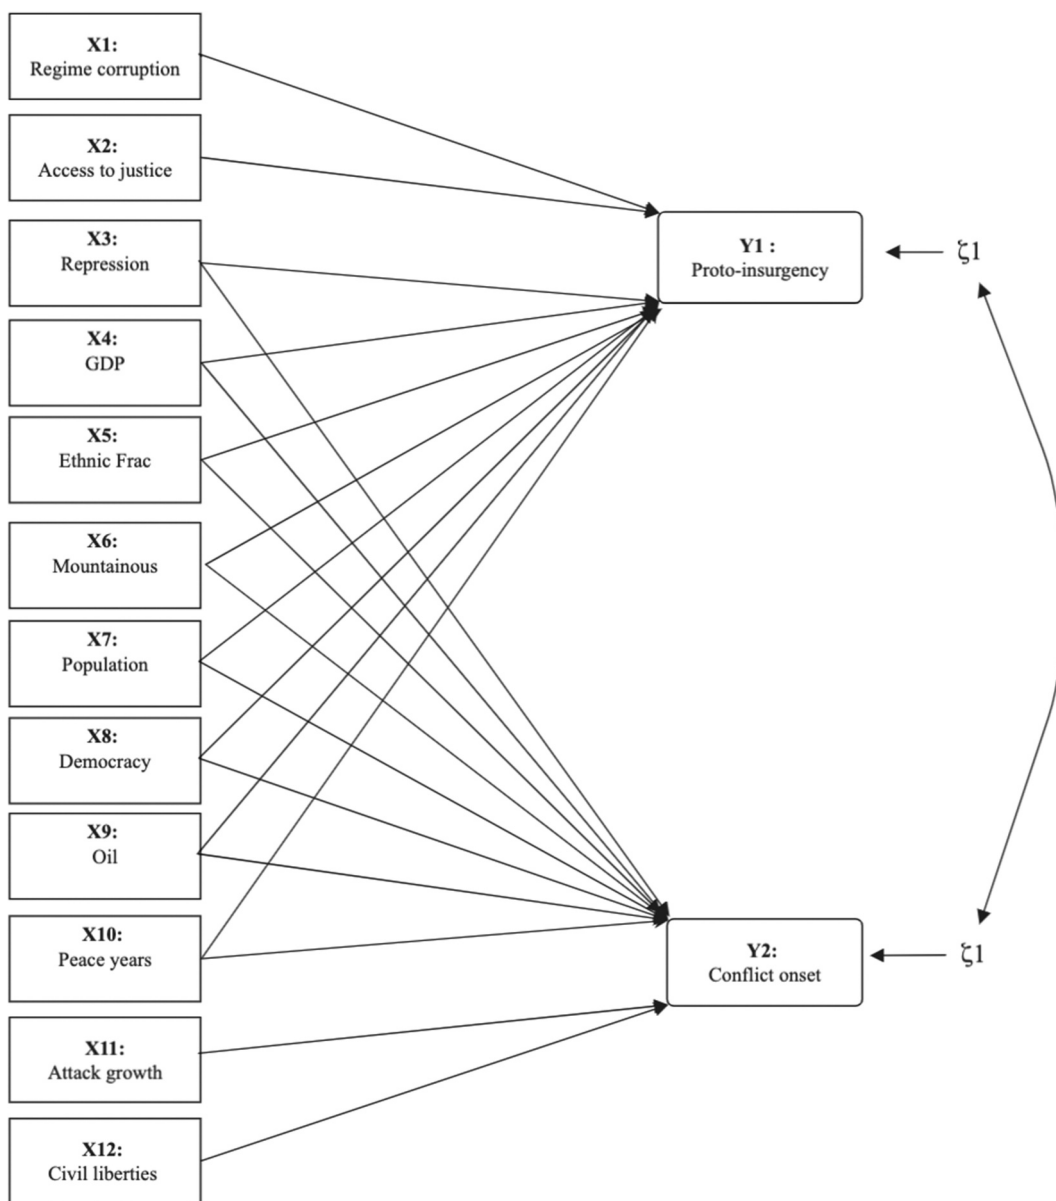 X1:
Regime corruption
X2:
Access to justice
X3:
Repression
X4:
GDP
X5:
Ethnic Frac
X6:
Mountainous
X7:
Population
X8:
Democracy
X9:
Oil
X10:
Peace years
X11:
Attack growth
X12:
Civil liberties
Y1 :
Proto-insurgency
ζ1
Y2:
Conflict onset
ζ1